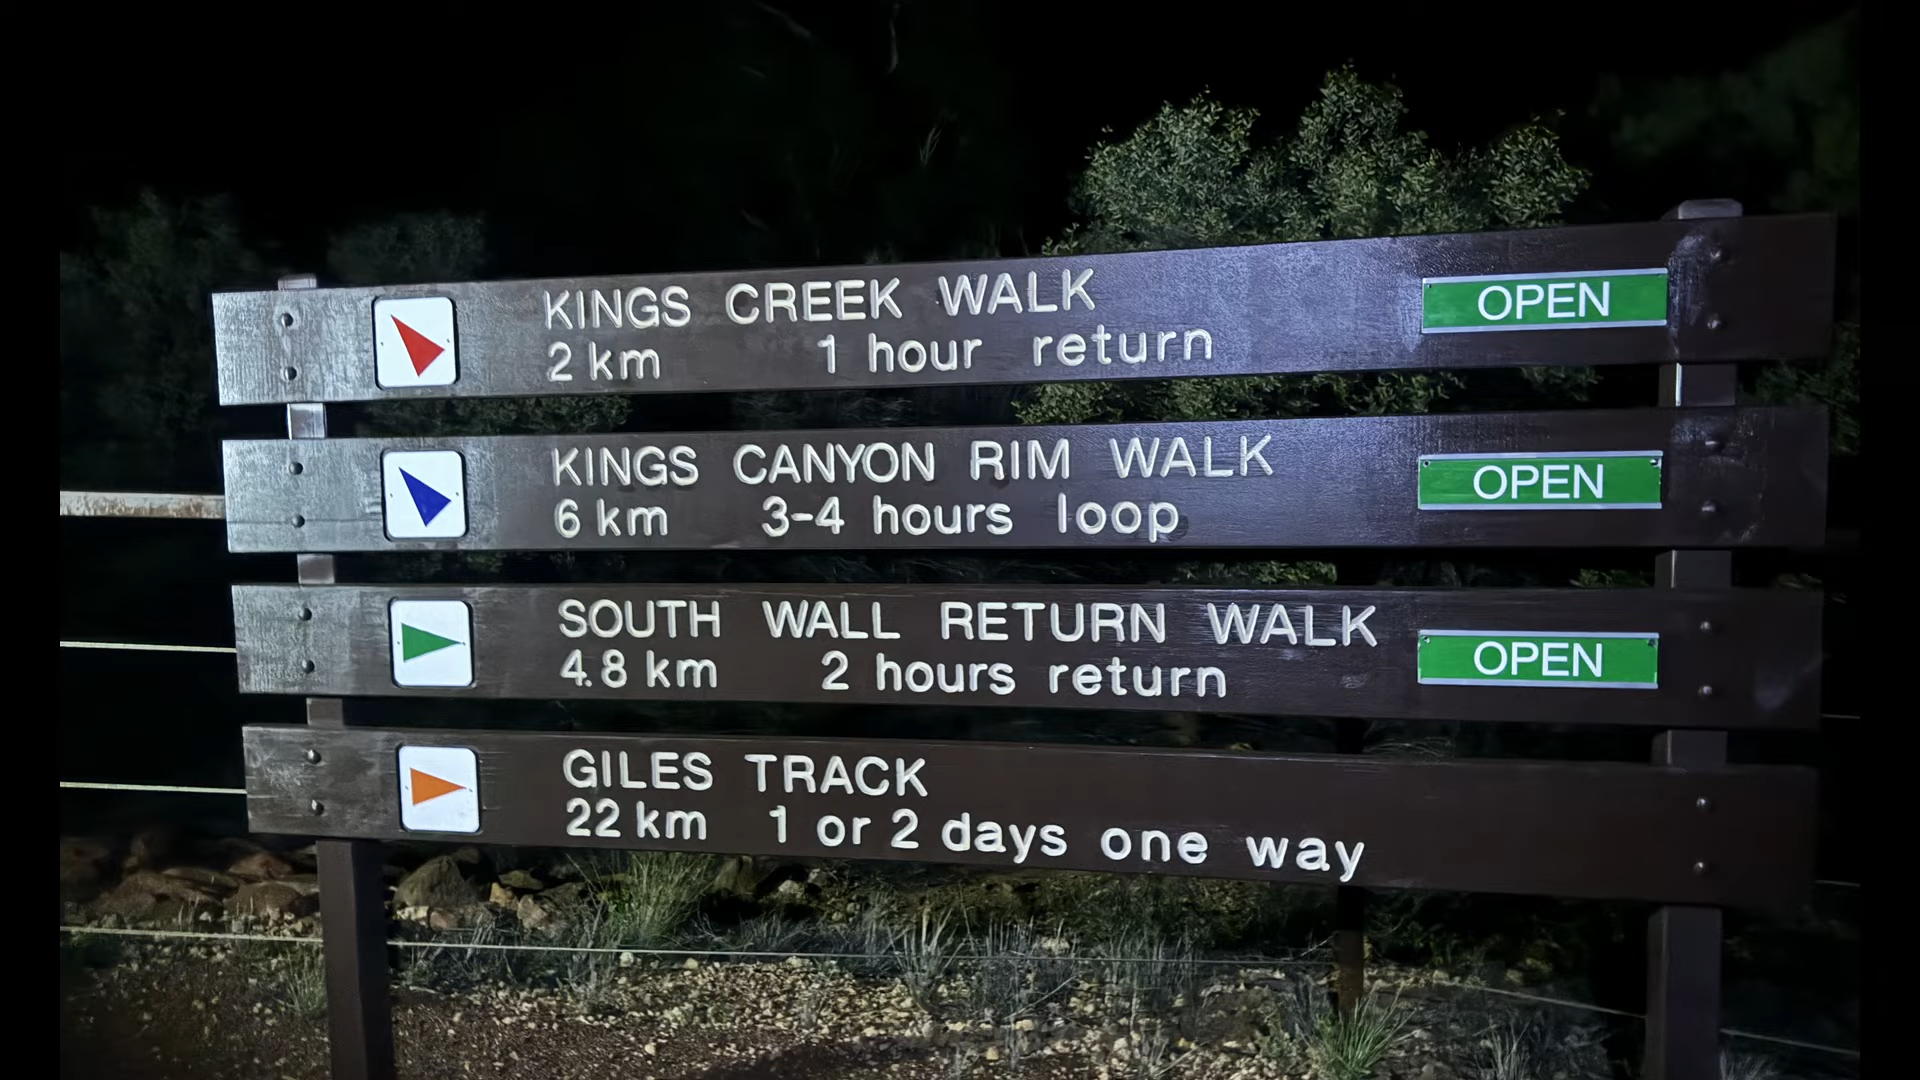 KINGS CREEK WALK
2 km 1 hour return
OPEN
KINGS CANYON RIM WALK
6 km 3-4 hours loop
OPEN
SOUTH WALL RETURN WALK
4.8 km 2 hours return
OPEN
GILES TRACK
22 km 1 or 2 days one way